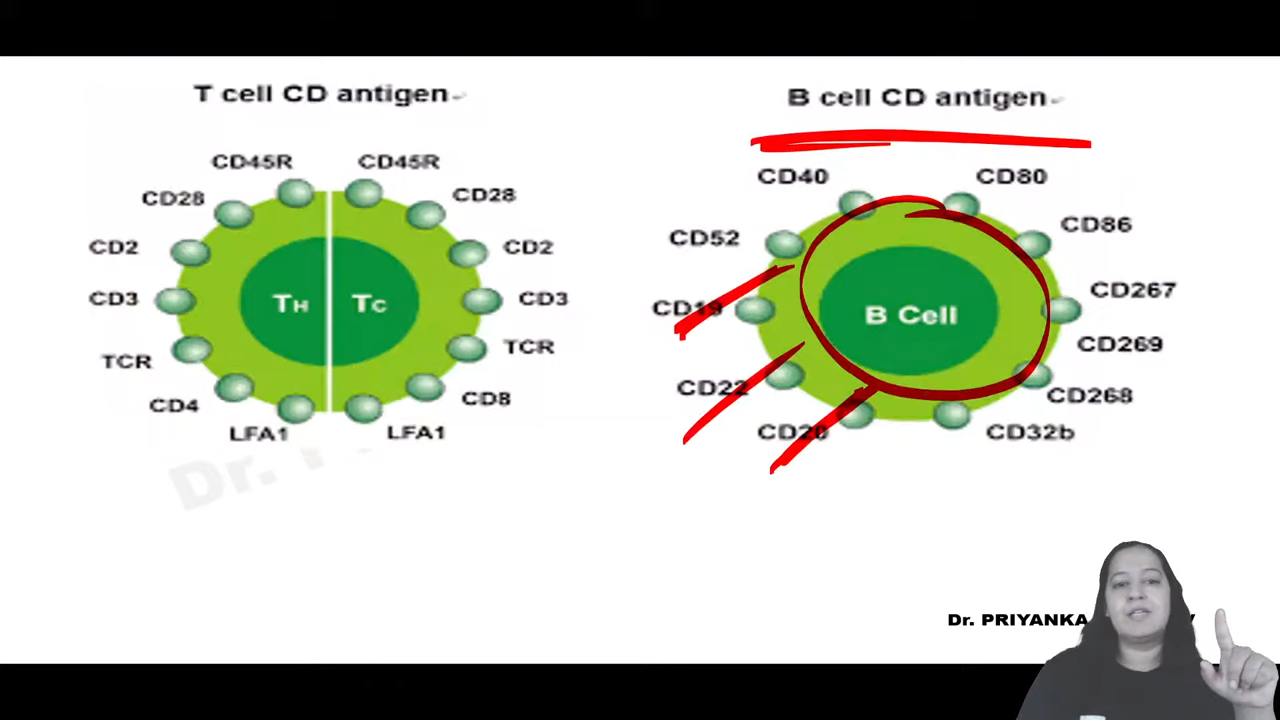 T cell CD antigen
CD45R CD45R
CD28 CD28
CD2 CD2
CD3 CD3
TH TC
TCR TCR
CD4 CD8
LFA1 LFA1
B cell CD antigen
CD40 CD80
CD52 CD86
CD19 CD267
B Cell
CD269
CD22 CD268
CD20 CD32b
Dr.
Dr. PRIYANKA